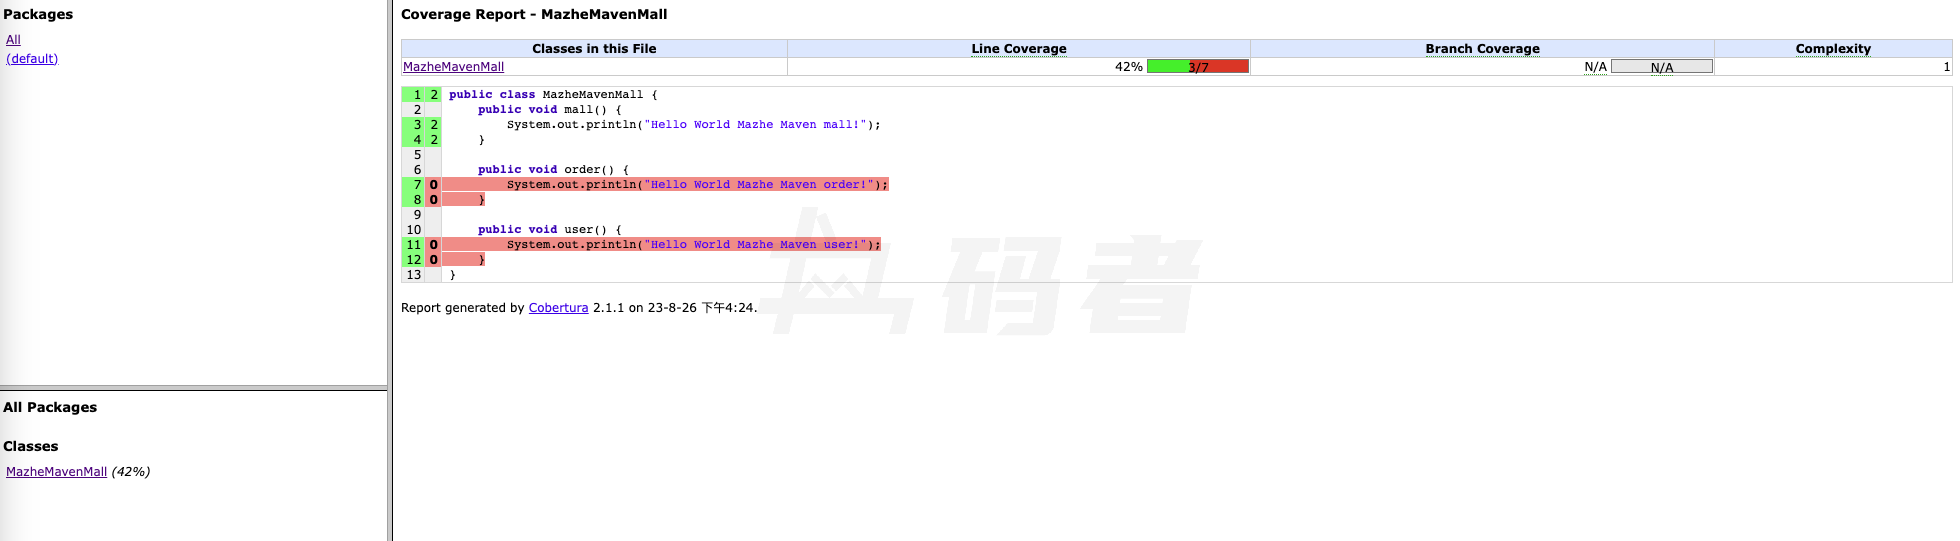 Packages
All
(default)
All Packages
Classes
MazheMavenMall (42%)
Coverage Report - MazheMavenMall
Classes in this File Line Coverage Branch Coverage Complexity
MazheMavenMall 42% 3/7 N/A N/A 1
1 2 public class MazheMavenMall {
2 public void mall() {
3 2 System.out.println("Hello World Mazhe Maven mall!");
4 2 }
5
6 public void order() {
7 0 System.out.println("Hello World Mazhe Maven order!");
8 0 }
9
10 public void user() {
11 0 System.out.println("Hello World Mazhe Maven user!");
12 0 }
13 }
Report generated by Cobertura 2.1.1 on 23-8-26 下午4:24.
码者